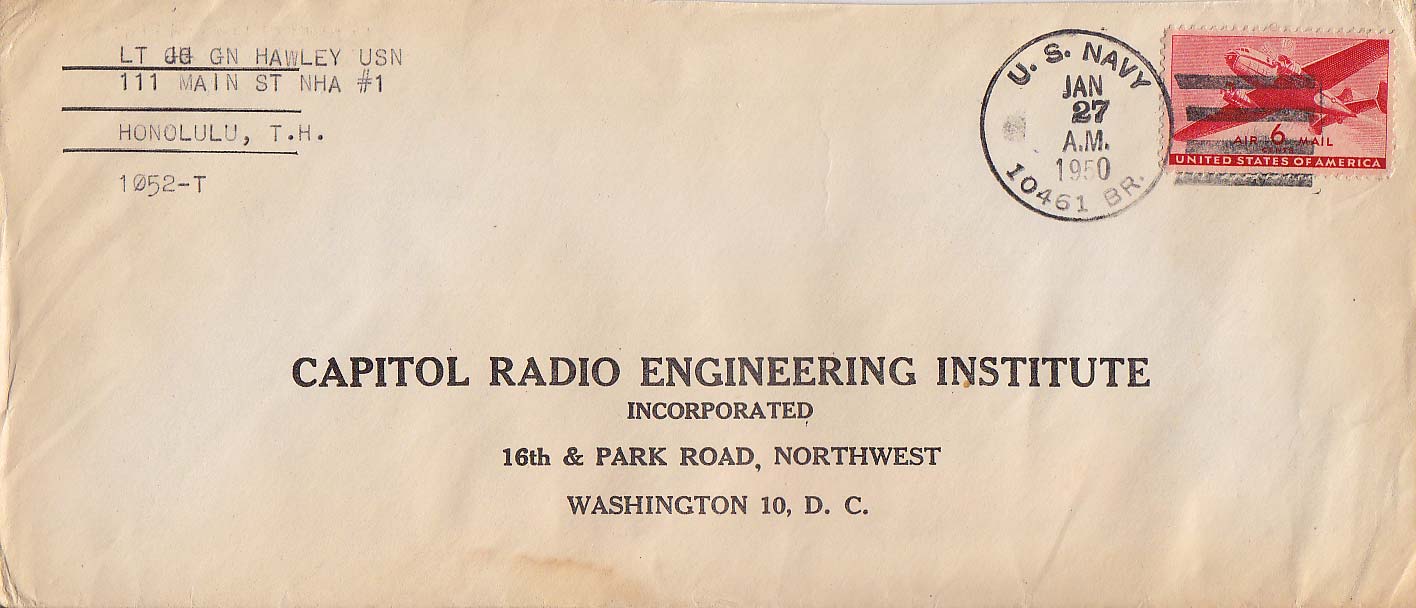 LT GN HAWLEY USN
111 MAIN ST NHA #1
HONOLULU, T.H.
1052-T
U. S. NAVY
JAN
27
A.M.
1950
10461 BR.
AIR 6 MAIL
CENTS
UNITED STATES OF AMERICA
CAPITOL RADIO ENGINEERING INSTITUTE
INCORPORATED
16th & PARK ROAD, NORTHWEST
WASHINGTON 10, D. C.